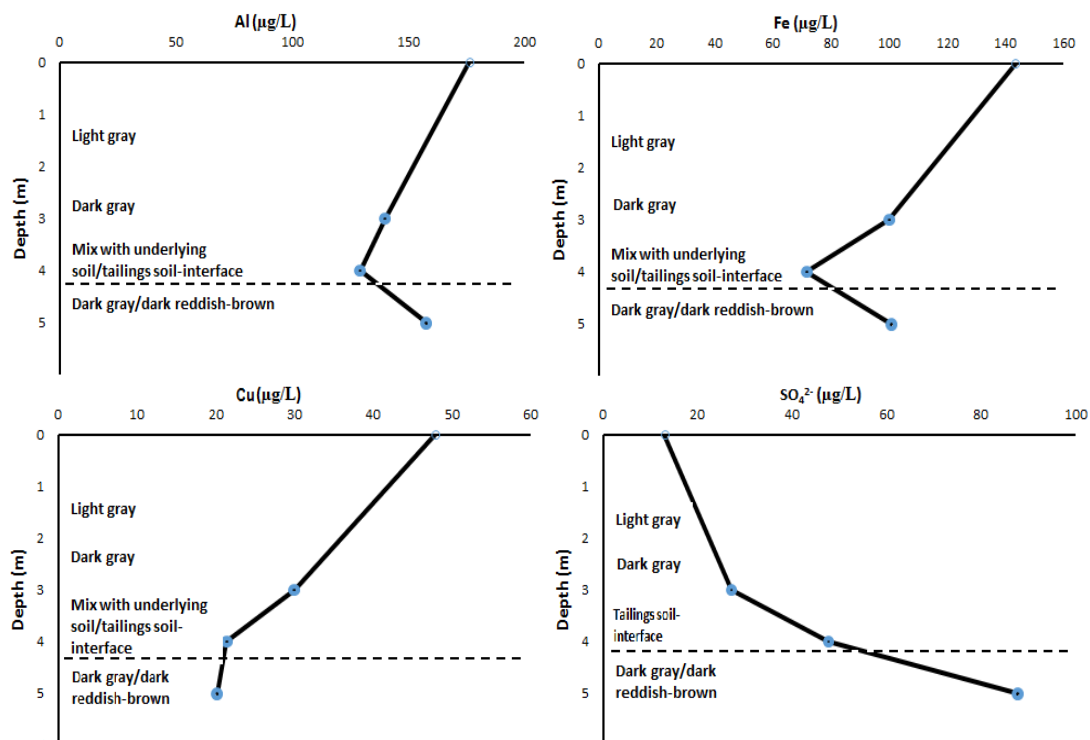 Al (µg/L)
0 50 100 150 200
0
1
2
3
4
5
Depth (m)
Light gray
Dark gray
Mix with underlying
soil/tailings soil-interface
Dark gray/dark reddish-brown
Fe (µg/L)
0 20 40 60 80 100 120 140 160
0
1
2
3
4
5
Depth (m)
Light gray
Dark gray
Mix with underlying
soil/tailings soil-interface
Dark gray/dark reddish-brown
Cu (µg/L)
0 10 20 30 40 50 60
0
1
2
3
4
5
Depth (m)
Light gray
Dark gray
Mix with underlying
soil/tailings soil-
interface
Dark gray/dark
reddish-brown
SO₄²⁻ (µg/L)
0 20 40 60 80 100
0
1
2
3
4
5
Depth (m)
Light gray
Dark gray
Tailings soil-
interface
Dark gray/dark
reddish-brown